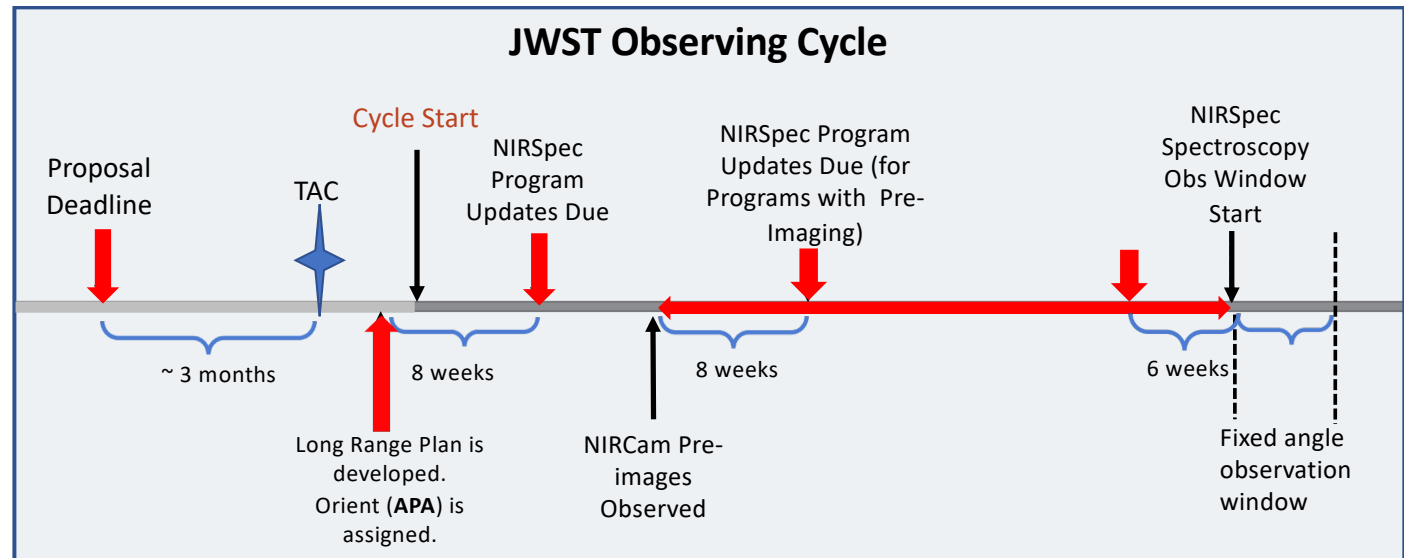 JWST Observing Cycle
Proposal
Deadline
TAC
Cycle Start
NIRSpec
Program
Updates Due
NIRSpec Program
Updates Due (for
Programs with  Pre-
Imaging)
NIRSpec
Spectroscopy
Obs Window
Start
~ 3 months
8 weeks
8 weeks
6 weeks
Long Range Plan is
developed.
Orient (APA) is
assigned.
NIRCam Pre-
images
Observed
Fixed angle
observation
window